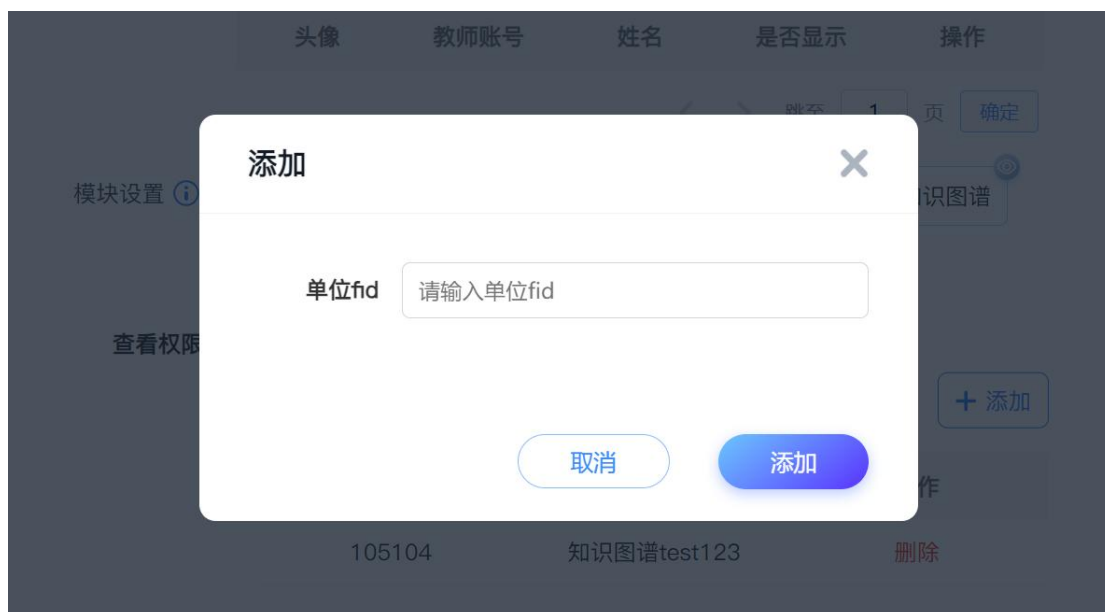 头像 教师账号 姓名 是否显示 操作
跳至 1 页 确定
添加
模块设置 识图谱
单位fid 请输入单位fid
查看权限
添加
取消 添加
作
105104 知识图谱test123 删除